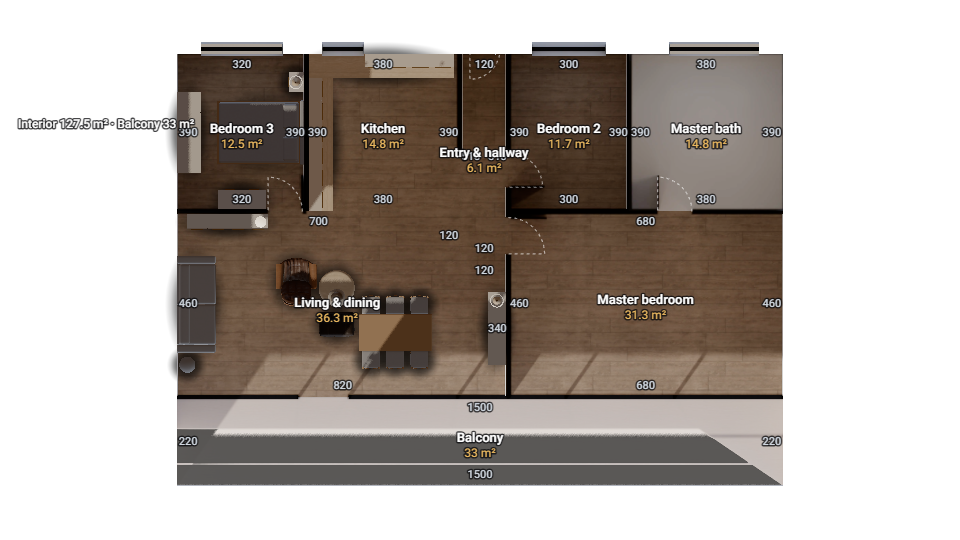 320
380
120
300
380
Interior 127.5 m² · Balcony 33 m²
390
Bedroom 3
12.5 m²
390
390
Kitchen
14.8 m²
390
390
Bedroom 2
11.7 m²
390
390
Master bath
14.8 m²
390
Entry & hallway
6.1 m²
320
380
300
380
700
680
120
120
120
460
Living & dining
36.3 m²
460
Master bedroom
31.3 m²
460
340
820
680
1500
220
Balcony
33 m²
220
1500